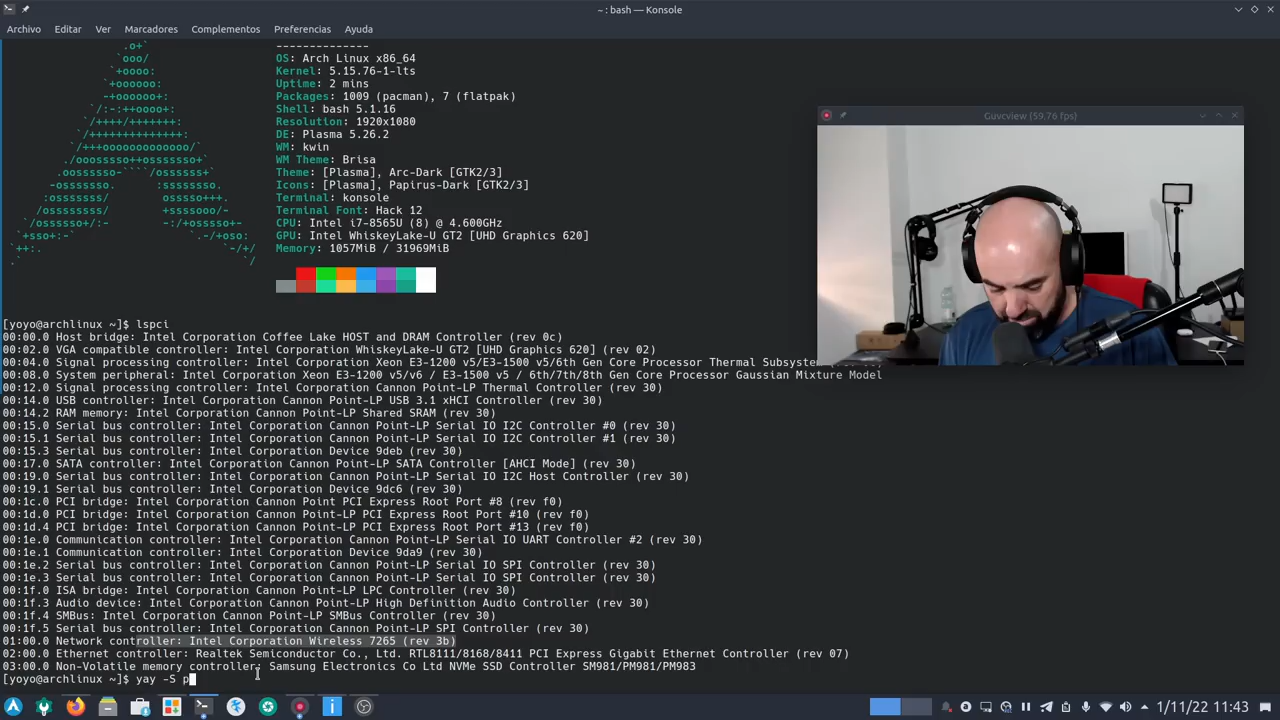 ~ : bash — Konsole
Archivo Editar Ver Marcadores Complementos Preferencias Ayuda
.o+` --------------
`ooo/ OS: Arch Linux x86_64
`+oooo: Kernel: 5.15.76-1-lts
`+oooooo: Uptime: 2 mins
-+oooooo+: Packages: 1009 (pacman), 7 (flatpak)
`/:-:++oooo+: Shell: bash 5.1.16
`/++++/+++++++: Resolution: 1920x1080
`/++++++++++++++: DE: Plasma 5.26.2
`/+++ooooooooooooo/` WM: kwin
./ooosssso++osssssso+` WM Theme: Brisa
.oossssso-````/ossssss+` Theme: [Plasma], Arc-Dark [GTK2/3]
-osssssso. :ssssssso. Icons: [Plasma], Papirus-Dark [GTK2/3]
:osssssss/ osssso+++. Terminal: konsole
/ossssssss/ +ssssooo/- Terminal Font: Hack 12
`/ossssso+/:- -:/+osssso+- CPU: Intel i7-8565U (8) @ 4.600GHz
`+sso+:-` `.-/+oso: GPU: Intel WhiskeyLake-U GT2 [UHD Graphics 620]
`++:. `-/+/ Memory: 1057MiB / 31969MiB
.` `/
Guvcview (59.76 fps)
[yoyo@archlinux ~]$ lspci
00:00.0 Host bridge: Intel Corporation Coffee Lake HOST and DRAM Controller (rev 0c)
00:02.0 VGA compatible controller: Intel Corporation WhiskeyLake-U GT2 [UHD Graphics 620] (rev 02)
00:04.0 Signal processing controller: Intel Corporation Xeon E3-1200 v5/E3-1500 v5/6th Gen Core Processor Thermal Subsystem
00:08.0 System peripheral: Intel Corporation Xeon E3-1200 v5/v6 / E3-1500 v5 / 6th/7th/8th Gen Core Processor Gaussian Mixture Model
00:12.0 Signal processing controller: Intel Corporation Cannon Point-LP Thermal Controller (rev 30)
00:14.0 USB controller: Intel Corporation Cannon Point-LP USB 3.1 xHCI Controller (rev 30)
00:14.2 RAM memory: Intel Corporation Cannon Point-LP Shared SRAM (rev 30)
00:15.0 Serial bus controller: Intel Corporation Cannon Point-LP Serial IO I2C Controller #0 (rev 30)
00:15.1 Serial bus controller: Intel Corporation Cannon Point-LP Serial IO I2C Controller #1 (rev 30)
00:15.3 Serial bus controller: Intel Corporation Device 9deb (rev 30)
00:17.0 SATA controller: Intel Corporation Cannon Point-LP SATA Controller [AHCI Mode] (rev 30)
00:19.0 Serial bus controller: Intel Corporation Cannon Point-LP Serial IO I2C Host Controller (rev 30)
00:19.1 Serial bus controller: Intel Corporation Device 9dc6 (rev 30)
00:1c.0 PCI bridge: Intel Corporation Cannon Point PCI Express Root Port #8 (rev f0)
00:1d.0 PCI bridge: Intel Corporation Cannon Point-LP PCI Express Root Port #10 (rev f0)
00:1d.4 PCI bridge: Intel Corporation Cannon Point-LP PCI Express Root Port #13 (rev f0)
00:1e.0 Communication controller: Intel Corporation Cannon Point-LP Serial IO UART Controller #2 (rev 30)
00:1e.1 Communication controller: Intel Corporation Device 9da9 (rev 30)
00:1e.2 Serial bus controller: Intel Corporation Cannon Point-LP Serial IO SPI Controller (rev 30)
00:1e.3 Serial bus controller: Intel Corporation Cannon Point-LP Serial IO SPI Controller (rev 30)
00:1f.0 ISA bridge: Intel Corporation Cannon Point-LP LPC Controller (rev 30)
00:1f.3 Audio device: Intel Corporation Cannon Point-LP High Definition Audio Controller (rev 30)
00:1f.4 SMBus: Intel Corporation Cannon Point-LP SMBus Controller (rev 30)
00:1f.5 Serial bus controller: Intel Corporation Cannon Point-LP SPI Controller (rev 30)
01:00.0 Network controller: Intel Corporation Wireless 7265 (rev 3b)
02:00.0 Ethernet controller: Realtek Semiconductor Co., Ltd. RTL8111/8168/8411 PCI Express Gigabit Ethernet Controller (rev 07)
03:00.0 Non-Volatile memory controller: Samsung Electronics Co Ltd NVMe SSD Controller SM981/PM981/PM983
[yoyo@archlinux ~]$ yay -S p
1/11/22 11:43